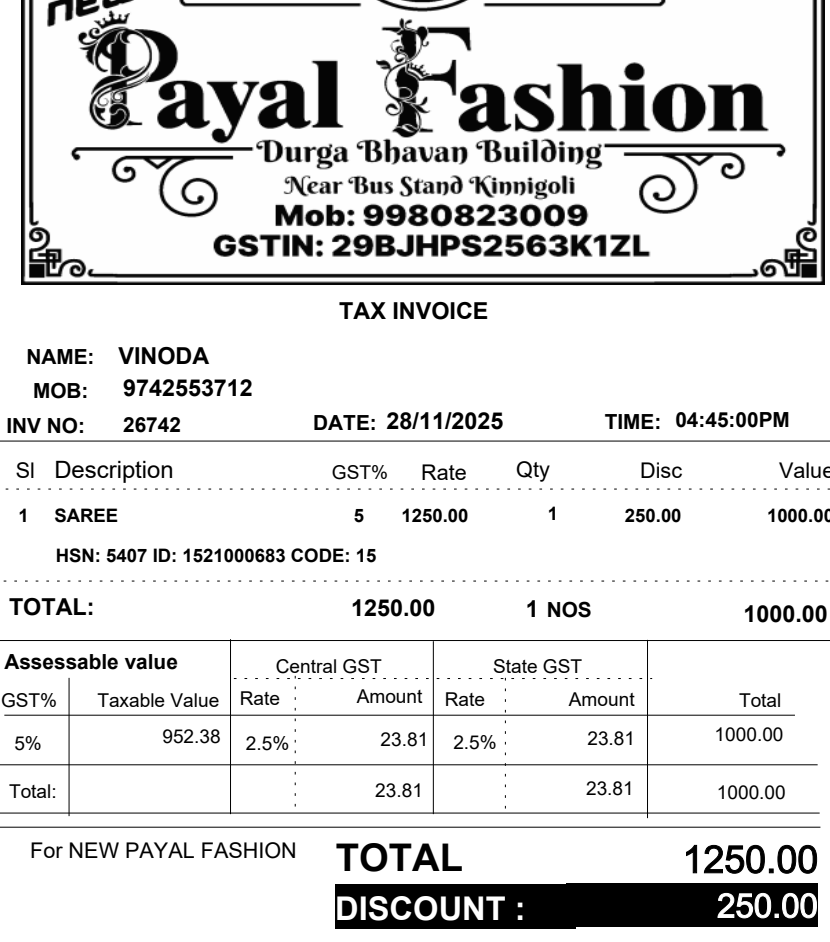 new
Payal Fashion
Durga Bhavan Building
Near Bus Stand Kinnigoli
Mob: 9980823009
GSTIN: 29BJHPS2563K1ZL
TAX INVOICE
NAME: VINODA
MOB: 9742553712
INV NO: 26742 DATE: 28/11/2025 TIME: 04:45:00PM
Sl Description GST% Rate Qty Disc Value
1 SAREE 5 1250.00 1 250.00 1000.00
HSN: 5407 ID: 1521000683 CODE: 15
TOTAL: 1250.00 1 NOS 1000.00
Assessable value Central GST State GST
GST% Taxable Value Rate Amount Rate Amount Total
5% 952.38 2.5% 23.81 2.5% 23.81 1000.00
Total: 23.81 23.81 1000.00
For NEW PAYAL FASHION TOTAL 1250.00
DISCOUNT : 250.00